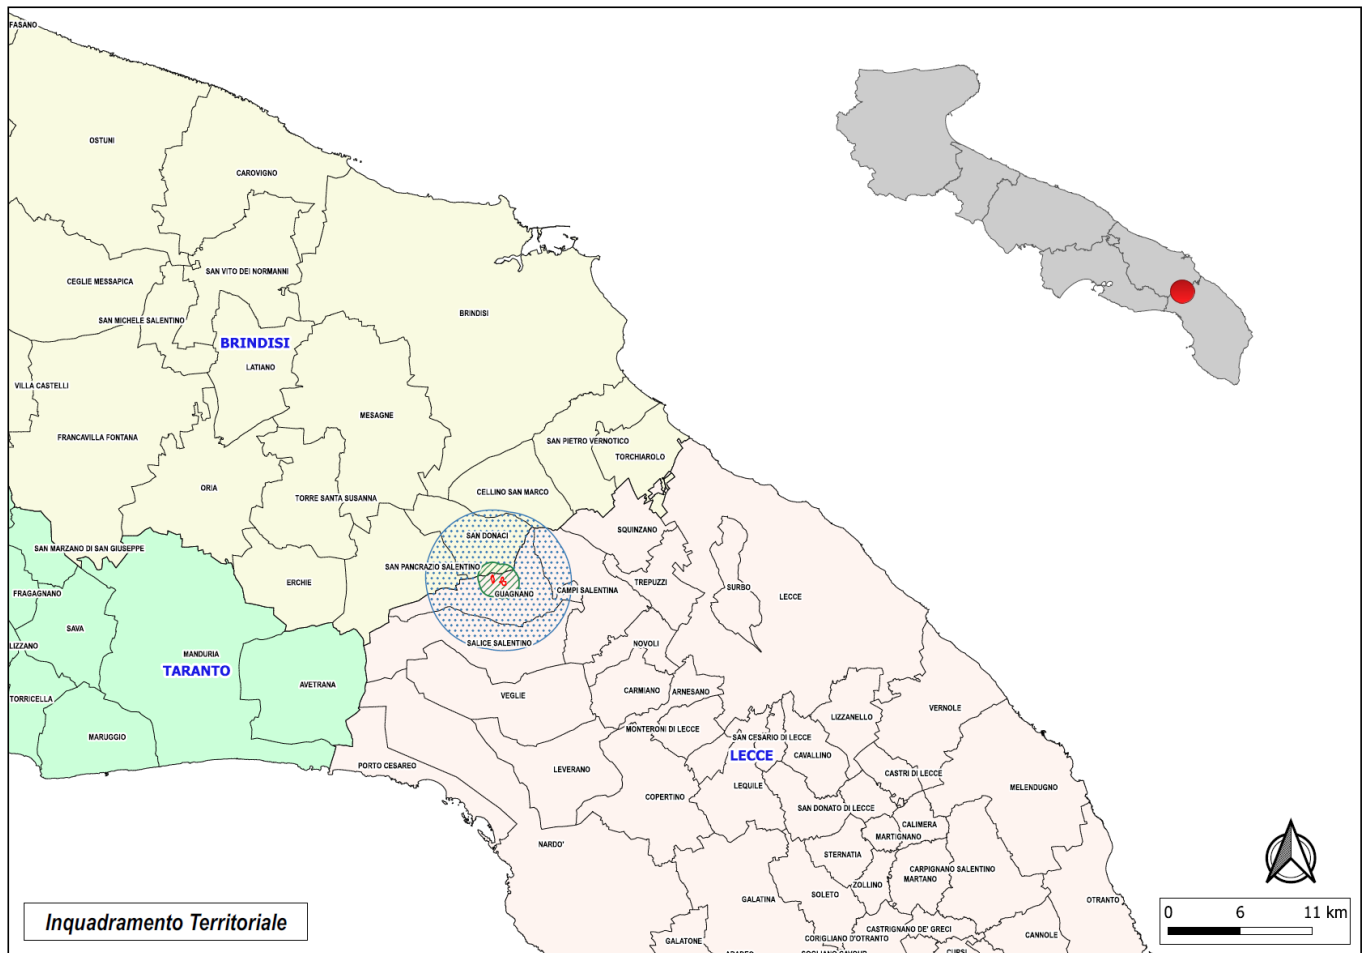 FASANO
OSTUNI
CAROVIGNO
SAN VITO DEI NORMANNI
CEGLIE MESSAPICA
BRINDISI
SAN MICHELE SALENTINO
BRINDISI
LATIANO
VILLA CASTELLI
MESAGNE
FRANCAVILLA FONTANA
SAN PIETRO VERNOTICO
TORCHIAROLO
ORIA
TORRE SANTA SUSANNA
CELLINO SAN MARCO
SQUINZANO
SAN DONACI
SAN MARZANO DI SAN GIUSEPPE
SAN PANCRAZIO SALENTINO
ERCHIE
TREPUZZI
FRAGAGNANO
GUAGNANO
CAMPI SALENTINA
SURBO
LECCE
SAVA
LIZZANO
SALICE SALENTINO
NOVOLI
MANDURIA
TARANTO
AVETRANA
VEGLIE
CARMIANO
ARNESANO
TORRICELLA
VERNOLE
LIZZANELLO
MARUGGIO
MONTERONI DI LECCE
SAN CESARIO DI LECCE
LECCE
CAVALLINO
PORTO CESAREO
LEVERANO
CASTRI DI LECCE
LEQUILE
MELENDUGNO
COPERTINO
SAN DONATO DI LECCE
CALIMERA
MARTIGNANO
NARDO'
STERNATIA
CARPIGNANO SALENTINO
ZOLLINO
MARTANO
SOLETO
GALATINA
OTRANTO
CASTRIGNANO DE' GRECI
CORIGLIANO D'OTRANTO
CANNOLE
GALATONE
Inquadramento Territoriale
0 6 11 km